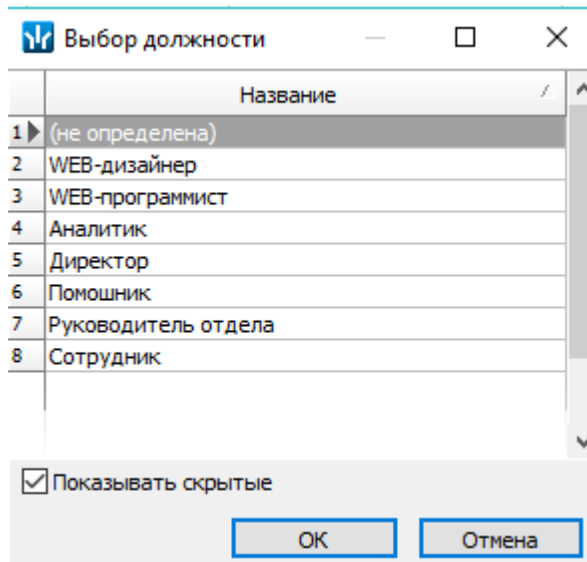 Выбор должности
Название
1 (не определена)
2 WEB-дизайнер
3 WEB-программист
4 Аналитик
5 Директор
6 Помошник
7 Руководитель отдела
8 Сотрудник
Показывать скрытые
ОК Отмена